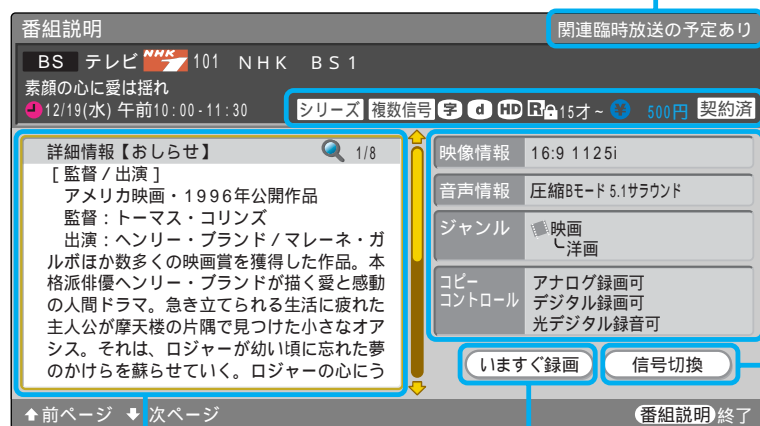 番組説明
関連臨時放送の予定あり
BS テレビ NHK 101 NHK BS1
素顔の心に愛は揺れ
12/19(水) 午前10:00-11:30
シリーズ 複数信号 字 d HD R 15才~ ¥ 500円 契約済
詳細情報【おしらせ】 1/8
[監督/出演]
アメリカ映画・1996年公開作品
監督:トーマス・コリンズ
出演:ヘンリー・ブランド/マレーネ・ガ
ルボほか数多くの映画賞を獲得した作品。本
格派俳優ヘンリー・ブランドが描く愛と感動
の人間ドラマ。急き立てられる生活に疲れた
主人公が摩天楼の片隅で見つけた小さなオア
シス。それは、ロジャーが幼い頃に忘れた夢
のかけらを蘇らせていく。ロジャーの心にう
映像情報 16:9 1125i
音声情報 圧縮Bモード 5.1サラウンド
ジャンル 映画
洋画
コピー
コントロール
アナログ録画可
デジタル録画可
光デジタル録音可
いますぐ録画
信号切換
前ページ 次ページ
番組説明 終了